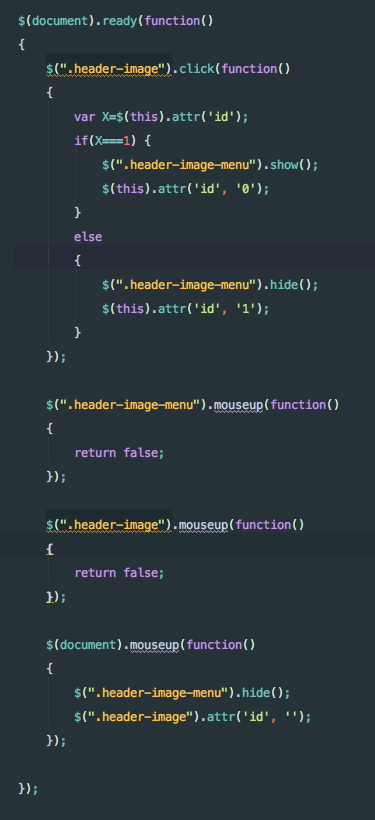 $(document).ready(function()
{
    $(".header-image").click(function()
    {
        var X=$(this).attr('id');
        if(X===1) {
            $(".header-image-menu").show();
            $(this).attr('id', '0');
        }
        else
        {
            $(".header-image-menu").hide();
            $(this).attr('id', '1');
        }
    });

    $(".header-image-menu").mouseup(function()
    {
        return false;
    });

    $(".header-image").mouseup(function()
    {
        return false;
    });

    $(document).mouseup(function()
    {
        $(".header-image-menu").hide();
        $(".header-image").attr('id', '');
    });

});